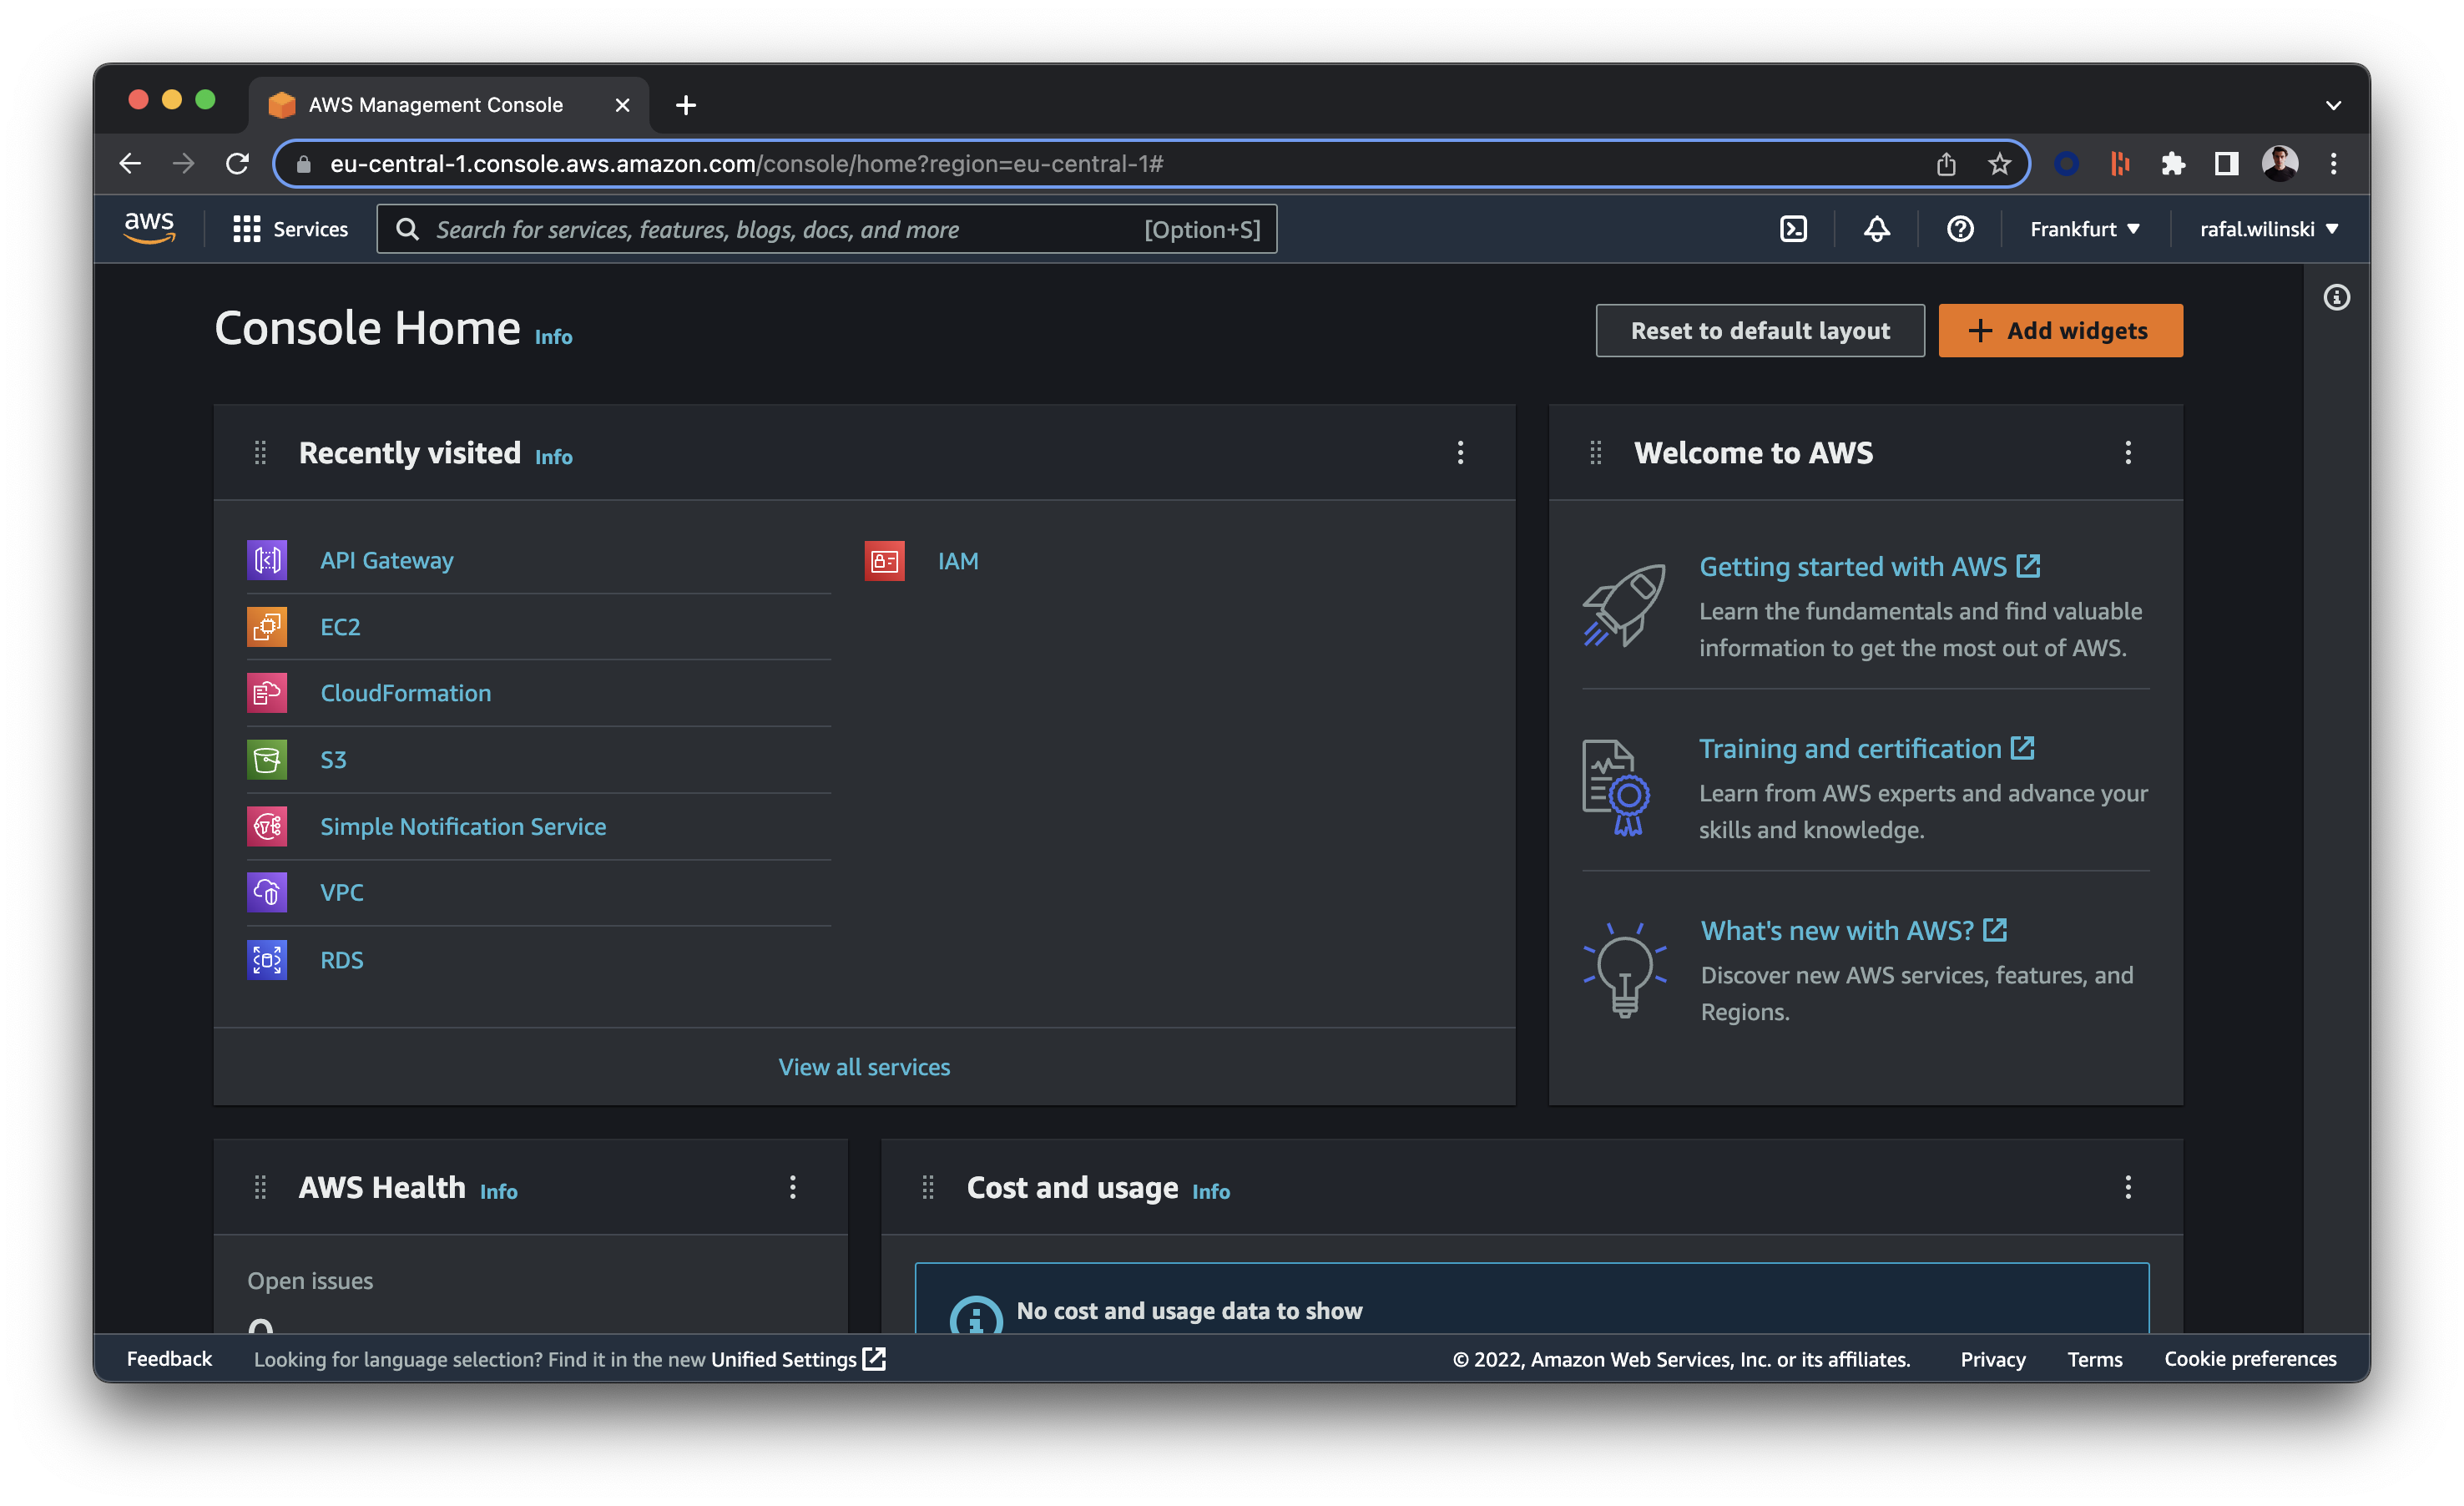 AWS Management Console
eu-central-1.console.aws.amazon.com/console/home?region=eu-central-1#
aws
Services
Search for services, features, blogs, docs, and more
[Option+S]
Frankfurt
rafal.wilinski
Console Home Info
Reset to default layout
Add widgets
Recently visited Info
API Gateway
EC2
CloudFormation
S3
Simple Notification Service
VPC
RDS
IAM
View all services
Welcome to AWS
Getting started with AWS
Learn the fundamentals and find valuable
information to get the most out of AWS.
Training and certification
Learn from AWS experts and advance your
skills and knowledge.
What's new with AWS?
Discover new AWS services, features, and
Regions.
AWS Health Info
Open issues
Cost and usage Info
No cost and usage data to show
Feedback
Looking for language selection? Find it in the new Unified Settings
© 2022, Amazon Web Services, Inc. or its affiliates.
Privacy
Terms
Cookie preferences